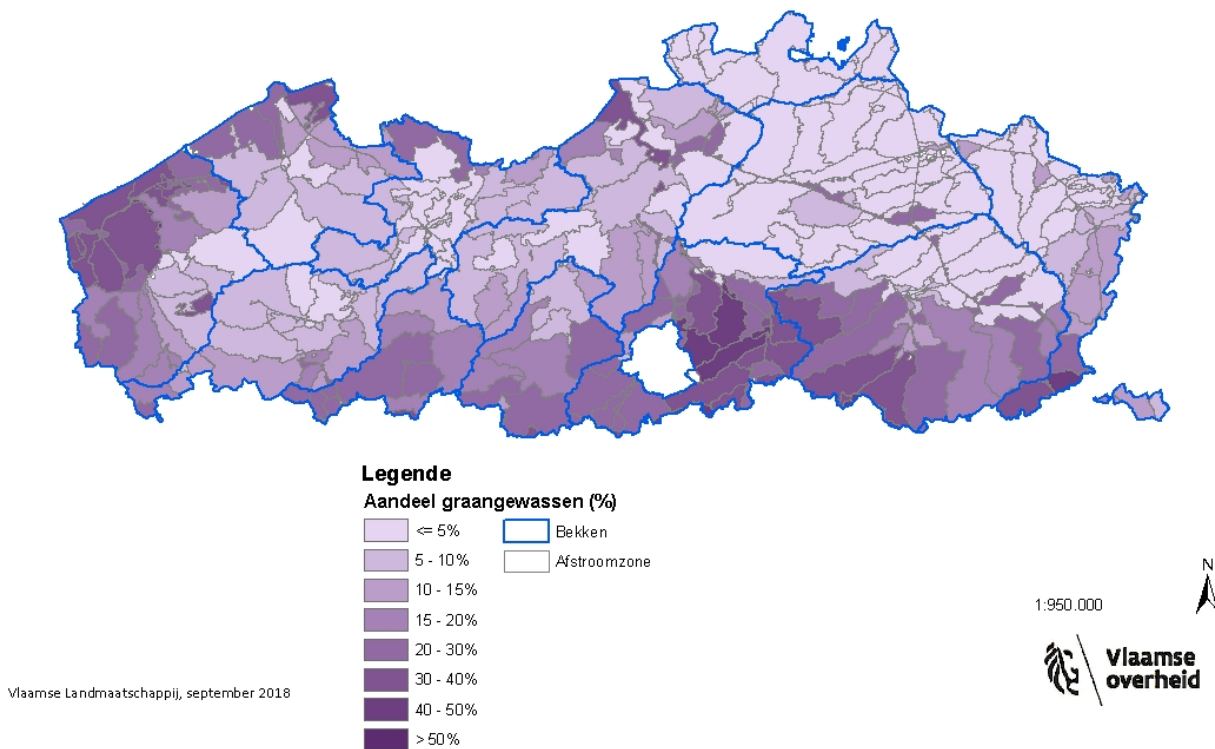 Legende
Aandeel graangewassen (%)
<= 5%
Bekken
5 - 10%
Afstroomzone
10 - 15%
15 - 20%
20 - 30%
30 - 40%
40 - 50%
> 50%
N
1:950.000
Vlaamse
overheid
Vlaamse Landmaatschappij, september 2018